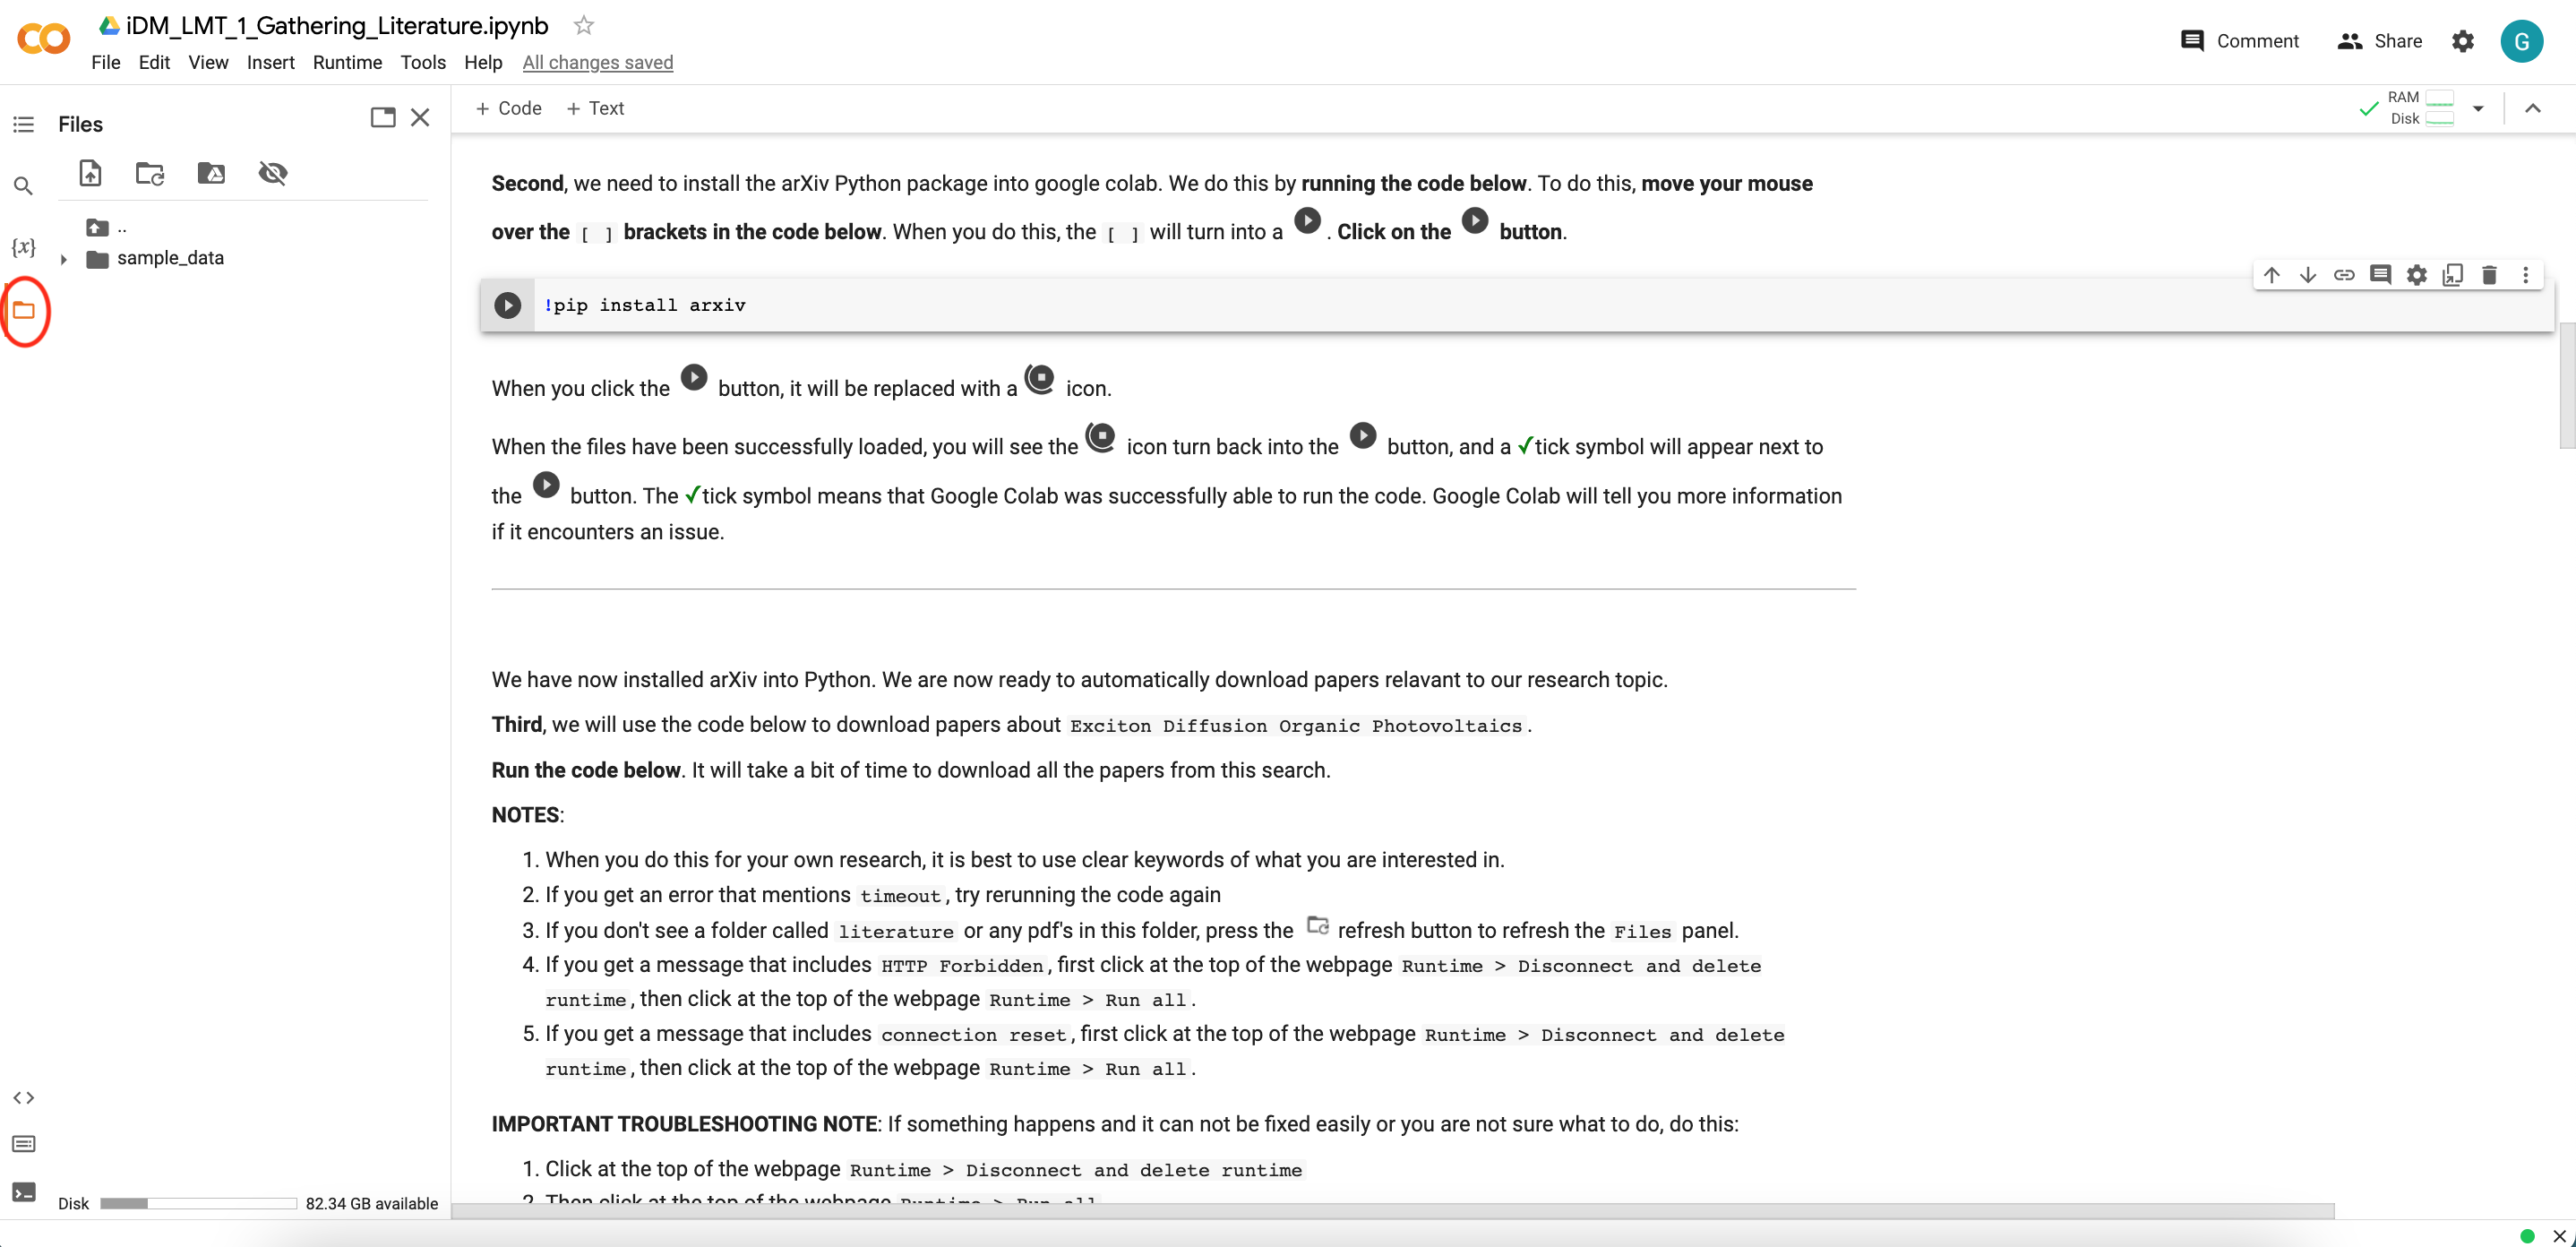 iDM_LMT_1_Gathering_Literature.ipynb
File Edit View Insert Runtime Tools Help All changes saved
Comment Share G
Files
+ Code + Text
RAM
Disk
..
{x}
sample_data
Second, we need to install the arXiv Python package into google colab. We do this by running the code below. To do this, move your mouse
over the [ ] brackets in the code below. When you do this, the [ ] will turn into a . Click on the button.
!pip install arxiv
When you click the button, it will be replaced with a icon.
When the files have been successfully loaded, you will see the icon turn back into the button, and a ✓tick symbol will appear next to
the button. The ✓tick symbol means that Google Colab was successfully able to run the code. Google Colab will tell you more information
if it encounters an issue.
We have now installed arXiv into Python. We are now ready to automatically download papers relavant to our research topic.
Third, we will use the code below to download papers about Exciton Diffusion Organic Photovoltaics.
Run the code below. It will take a bit of time to download all the papers from this search.
NOTES:
1. When you do this for your own research, it is best to use clear keywords of what you are interested in.
2. If you get an error that mentions timeout, try rerunning the code again
3. If you don't see a folder called literature or any pdf's in this folder, press the refresh button to refresh the Files panel.
4. If you get a message that includes HTTP Forbidden, first click at the top of the webpage Runtime > Disconnect and delete
runtime, then click at the top of the webpage Runtime > Run all.
5. If you get a message that includes connection reset, first click at the top of the webpage Runtime > Disconnect and delete
runtime, then click at the top of the webpage Runtime > Run all.
IMPORTANT TROUBLESHOOTING NOTE: If something happens and it can not be fixed easily or you are not sure what to do, do this:
1. Click at the top of the webpage Runtime > Disconnect and delete runtime
2. Then click at the top of the webpage Runtime > Run all
Disk 82.34 GB available